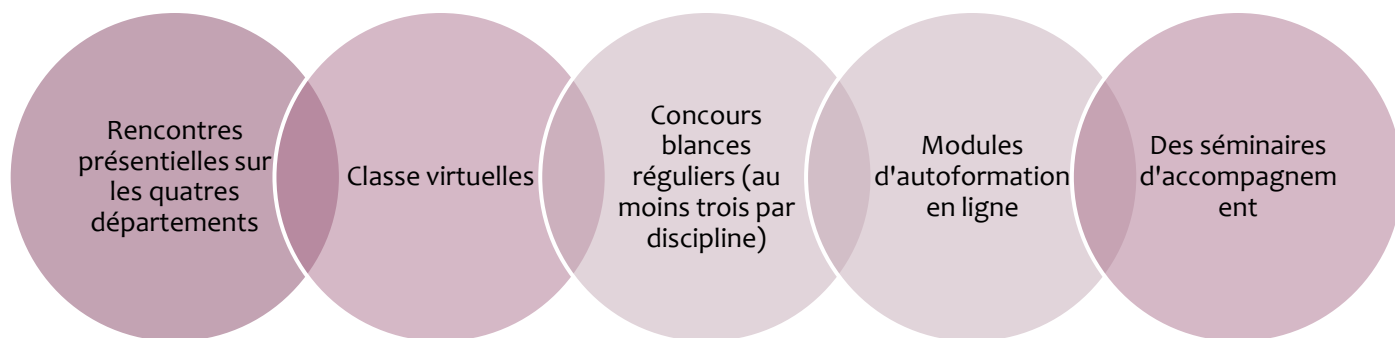 Rencontres
présentielles sur
les quatres
départements
Classe virtuelles
Concours
blances
réguliers (au
moins trois par
discipline)
Modules
d'autoformation
en ligne
Des séminaires
d'accompagnem
ent